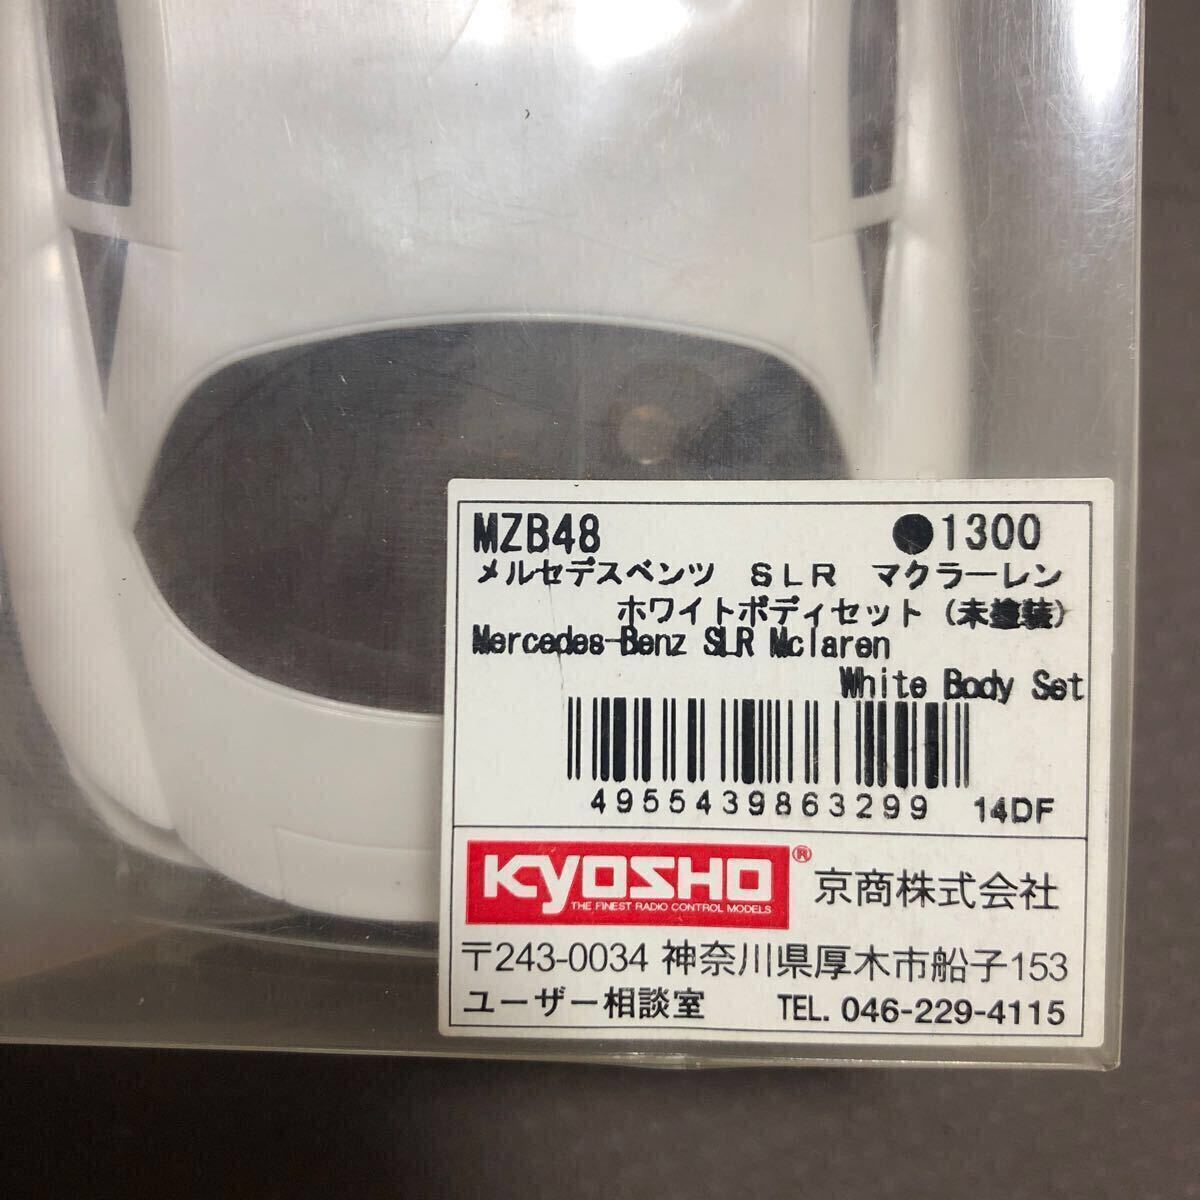 MZB48 ●1300
メルセデスベンツ SLR マクラーレン
ホワイトボディセット(未塗装)
Mercedes-Benz SLR Mclaren
White Body Set
4955439863299 14DF
KYOSHO® 京商株式会社
THE FINEST RADIO CONTROL MODELS
〒243-0034 神奈川県厚木市船子153
ユーザー相談室 TEL. 046-229-4115